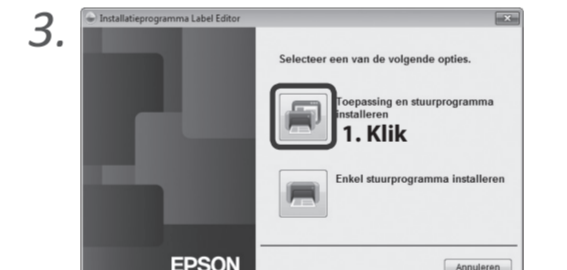 3.
Installatieprogramma Label Editor
Selecteer een van de volgende opties.
Toepassing en stuurprogramma
installeren
1. Klik
Enkel stuurprogramma installeren
EPSON
Annuleren